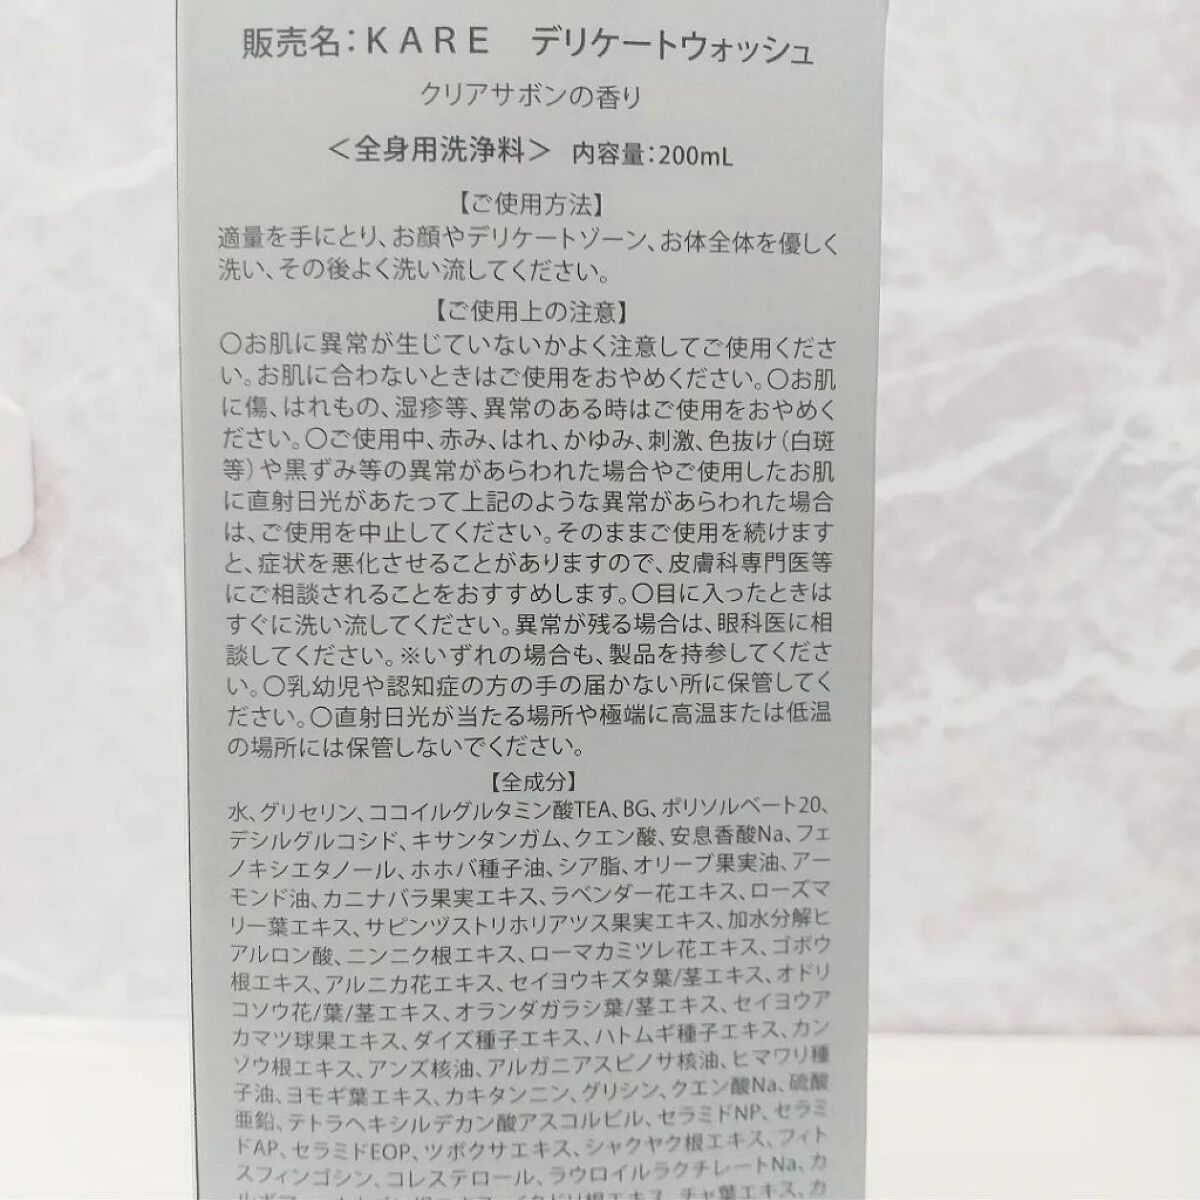 販売名：KARE　デリケートウォッシュ
クリアサボンの香り
＜全身用洗浄料＞　内容量：200mL
【ご使用方法】
適量を手にとり、お顔やデリケートゾーン、お体全体を優しく
洗い、その後よく洗い流してください。
【ご使用上の注意】
〇お肌に異常が生じていないかよく注意してご使用くださ
い。お肌に合わないときはご使用をおやめください。〇お肌
に傷、はれもの、湿疹等、異常のある時はご使用をおやめく
ださい。〇ご使用中、赤み、はれ、かゆみ、刺激、色抜け（白斑
等）や黒ずみ等の異常があらわれた場合やご使用したお肌
に直射日光があたって上記のような異常があらわれた場合
は、ご使用を中止してください。そのままご使用を続けます
と、症状を悪化させることがありますので、皮膚科専門医等
にご相談されることをおすすめします。〇目に入ったときは
すぐに洗い流してください。異常が残る場合は、眼科医に相
談してください。※いずれの場合も、製品を持参してくださ
い。〇乳幼児や認知症の方の手の届かない所に保管してく
ださい。〇直射日光が当たる場所や極端に高温または低温
の場所には保管しないでください。
【全成分】
水、グリセリン、ココイルグルタミン酸TEA、BG、ポリソルベート20、
デシルグルコシド、キサンタンガム、クエン酸、安息香酸Na、フェ
ノキシエタノール、ホホバ種子油、シア脂、オリーブ果実油、アー
モンド油、カニナバラ果実エキス、ラベンダー花エキス、ローズマ
リー葉エキス、サピンヅストリホリアツス果実エキス、加水分解ヒ
アルロン酸、ニンニク根エキス、ローマカミツレ花エキス、ゴボウ
根エキス、アルニカ花エキス、セイヨウキズタ葉/茎エキス、オドリ
コソウ花/葉/茎エキス、オランダガラシ葉/茎エキス、セイヨウア
カマツ球果エキス、ダイズ種子エキス、ハトムギ種子エキス、カン
ゾウ根エキス、アンズ核油、アルガニアスピノサ核油、ヒマワリ種
子油、ヨモギ葉エキス、カキタンニン、グリシン、クエン酸Na、硫酸
亜鉛、テトラヘキシルデカン酸アスコルビル、セラミドNP、セラミ
ドAP、セラミドEOP、ツボクサエキス、シャクヤク根エキス、フィト
スフィンゴシン、コレステロール、ラウロイルラクチレートNa、カ
エキス、チャ葉エキス、カ